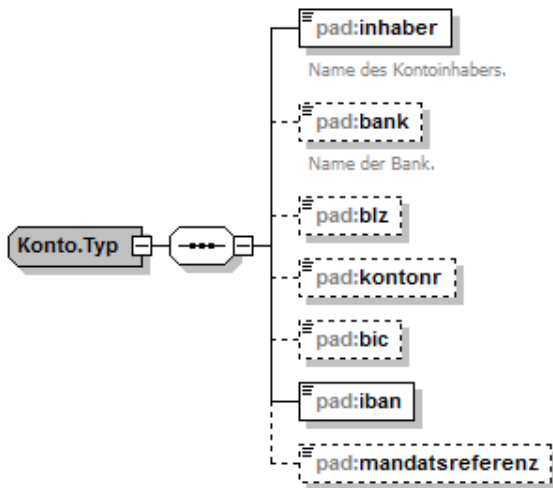 pad:inhaber
Name des Kontoinhabers.
pad:bank
Name der Bank.
pad:blz
Konto.Typ
pad:kontonr
pad:bic
pad:iban
pad:mandatsreferenz